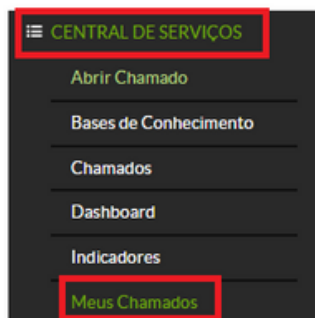 CENTRAL DE SERVIÇOS
Abrir Chamado
Bases de Conhecimento
Chamados
Dashboard
Indicadores
Meus Chamados